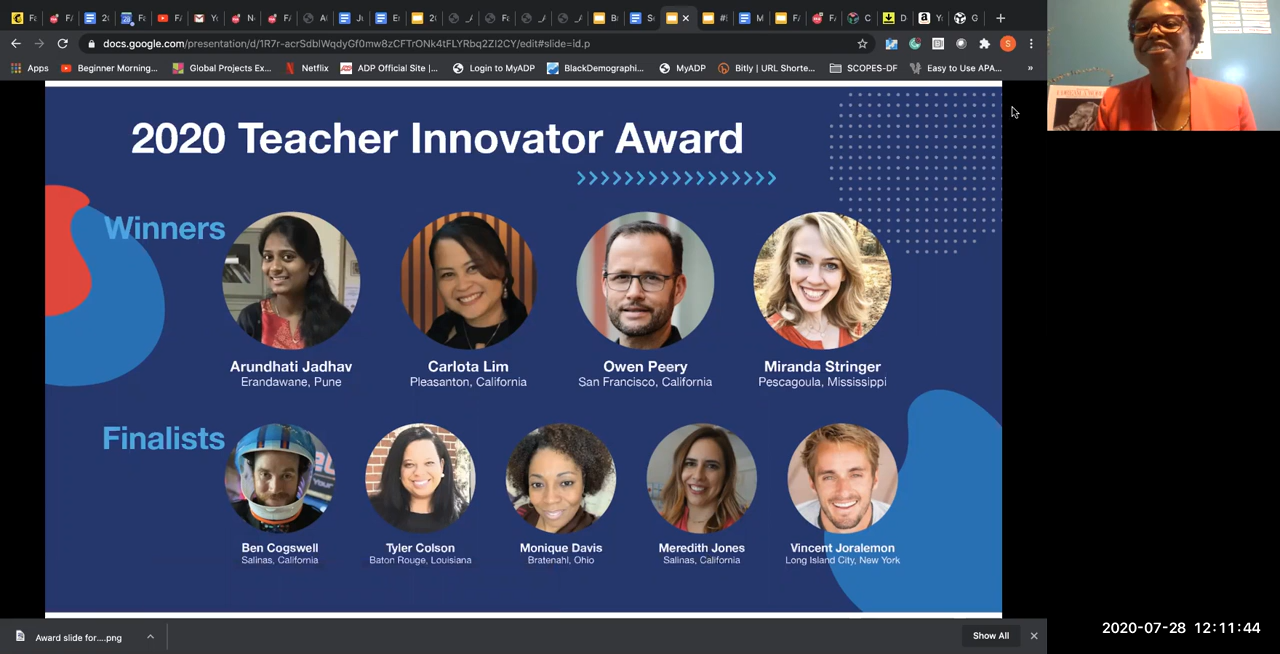 docs.google.com/presentation/d/1R7r-acrSdblWqdyGf0mw8zCFTrONk4tFLYRbq2Zl2CY/edit#slide=id.p
Apps Beginner Morning... Global Projects Ex... Netflix ADP Official Site |... Login to MyADP BlackDemographi... MyADP Bitly | URL Shorte... SCOPES-DF Easy to Use APA... »
2020 Teacher Innovator Award
Winners
Arundhati Jadhav Carlota Lim Owen Peery Miranda Stringer
Erandawane, Pune Pleasanton, California San Francisco, California Pescagoula, Mississippi
Finalists
Ben Cogswell Tyler Colson Monique Davis Meredith Jones Vincent Joralemon
Salinas, California Baton Rouge, Louisiana Bratenahl, Ohio Salinas, California Long Island City, New York
Award slide for....png Show All
2020-07-28 12:11:44